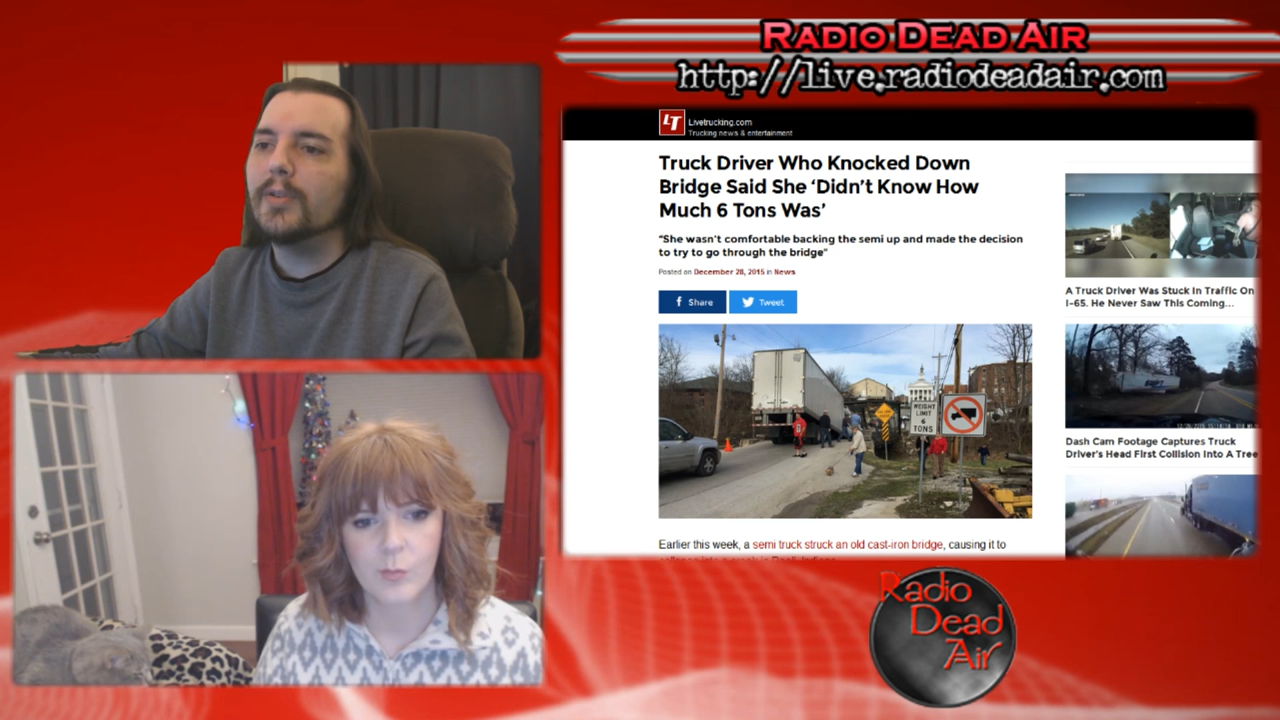 Radio Dead Air
http://live.radiodeadair.com
LT
Livetrucking.com
Trucking news & entertainment
Truck Driver Who Knocked Down
Bridge Said She ‘Didn’t Know How
Much 6 Tons Was’
“She wasn’t comfortable backing the semi up and made the decision
to try to go through the bridge”
Posted on December 28, 2015 in News
f Share
Tweet
WEIGHT
LIMIT
6
TONS
Earlier this week, a semi truck struck an old cast-iron bridge, causing it to
A Truck Driver Was Stuck In Traffic On
I-65. He Never Saw This Coming...
Dash Cam Footage Captures Truck
Driver’s Head First Collision Into A Tree
Radio
Dead
Air